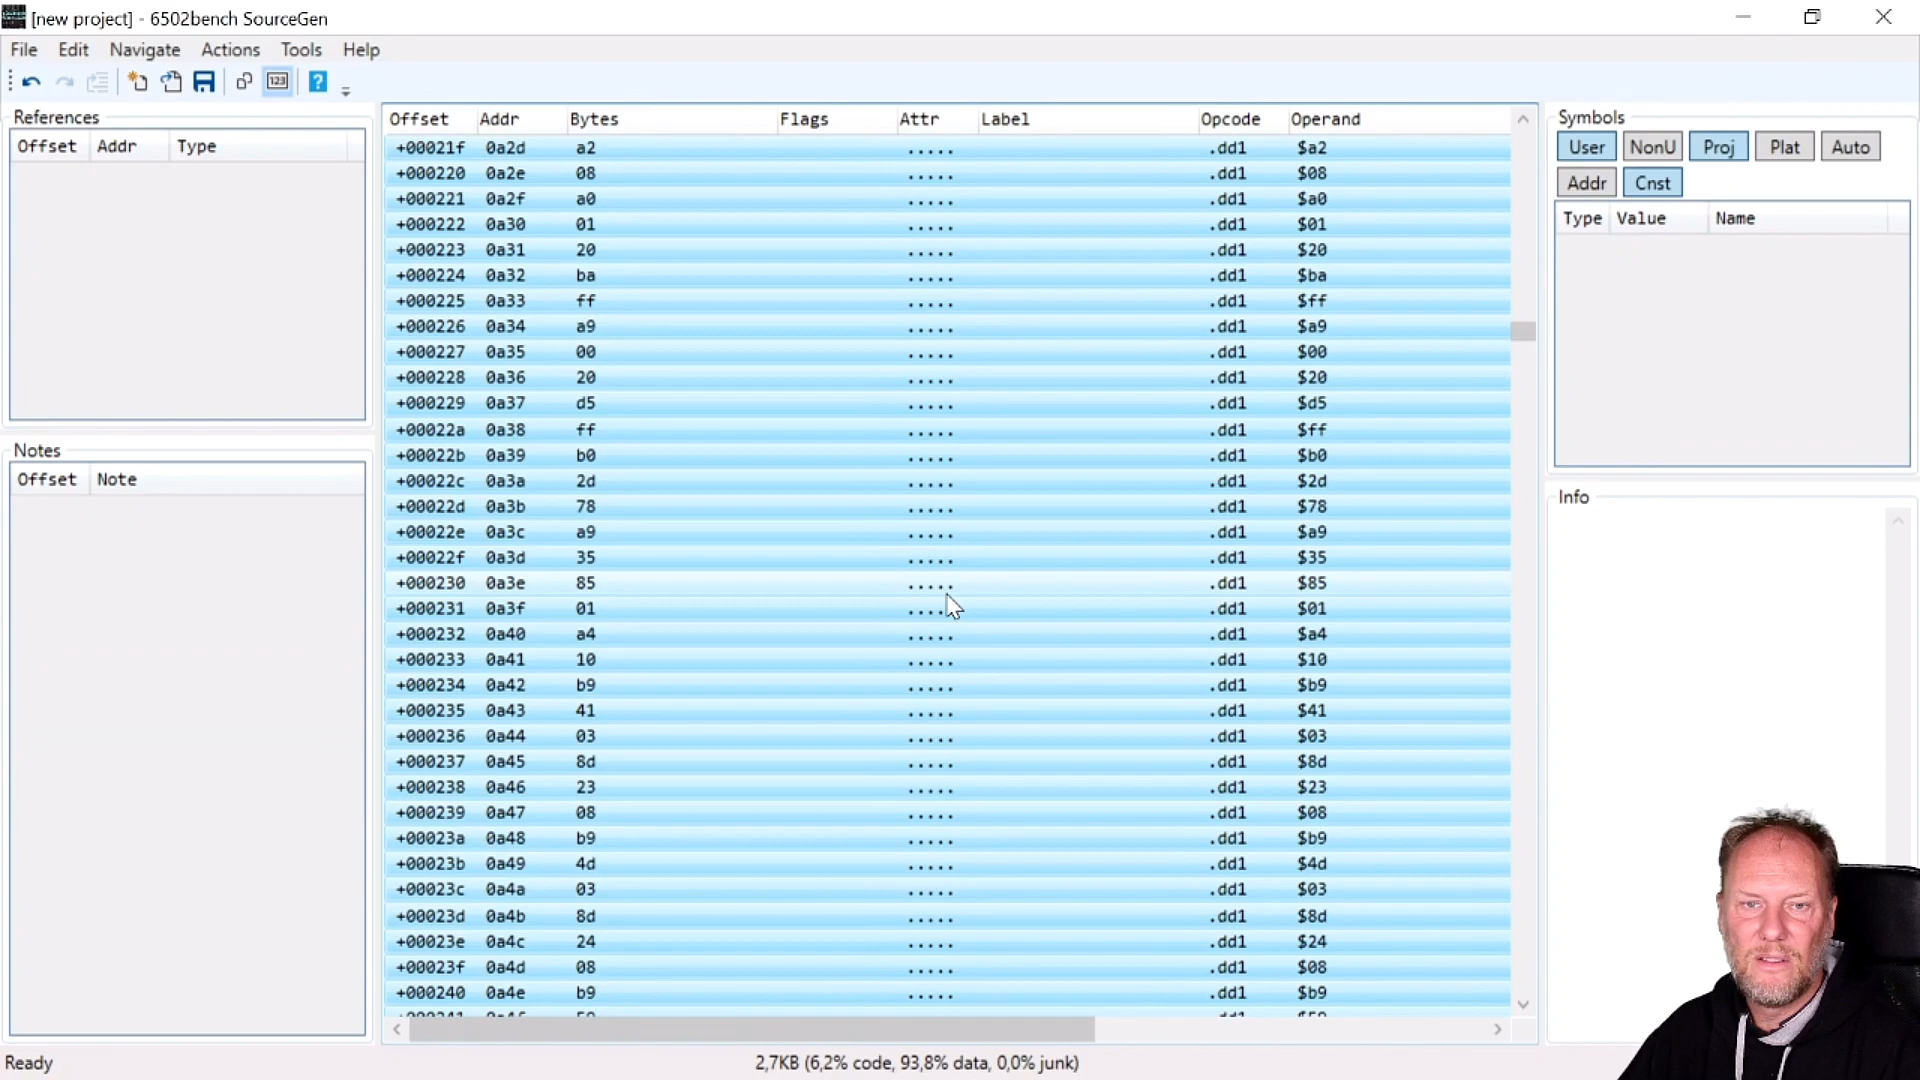 [new project] - 6502bench SourceGen
File Edit Navigate Actions Tools Help
123 ?
References
Offset Addr Type
Notes
Offset Note
Offset Addr Bytes Flags Attr Label Opcode Operand
+00021f 0a2d a2 ..... .dd1 $a2
+000220 0a2e 08 ..... .dd1 $08
+000221 0a2f a0 ..... .dd1 $a0
+000222 0a30 01 ..... .dd1 $01
+000223 0a31 20 ..... .dd1 $20
+000224 0a32 ba ..... .dd1 $ba
+000225 0a33 ff ..... .dd1 $ff
+000226 0a34 a9 ..... .dd1 $a9
+000227 0a35 00 ..... .dd1 $00
+000228 0a36 20 ..... .dd1 $20
+000229 0a37 d5 ..... .dd1 $d5
+00022a 0a38 ff ..... .dd1 $ff
+00022b 0a39 b0 ..... .dd1 $b0
+00022c 0a3a 2d ..... .dd1 $2d
+00022d 0a3b 78 ..... .dd1 $78
+00022e 0a3c a9 ..... .dd1 $a9
+00022f 0a3d 35 ..... .dd1 $35
+000230 0a3e 85 ..... .dd1 $85
+000231 0a3f 01 ..... .dd1 $01
+000232 0a40 a4 ..... .dd1 $a4
+000233 0a41 10 ..... .dd1 $10
+000234 0a42 b9 ..... .dd1 $b9
+000235 0a43 41 ..... .dd1 $41
+000236 0a44 03 ..... .dd1 $03
+000237 0a45 8d ..... .dd1 $8d
+000238 0a46 23 ..... .dd1 $23
+000239 0a47 08 ..... .dd1 $08
+00023a 0a48 b9 ..... .dd1 $b9
+00023b 0a49 4d ..... .dd1 $4d
+00023c 0a4a 03 ..... .dd1 $03
+00023d 0a4b 8d ..... .dd1 $8d
+00023e 0a4c 24 ..... .dd1 $24
+00023f 0a4d 08 ..... .dd1 $08
+000240 0a4e b9 ..... .dd1 $b9
Symbols
User NonU Proj Plat Auto
Addr Cnst
Type Value Name
Info
Ready
2,7KB (6,2% code, 93,8% data, 0,0% junk)